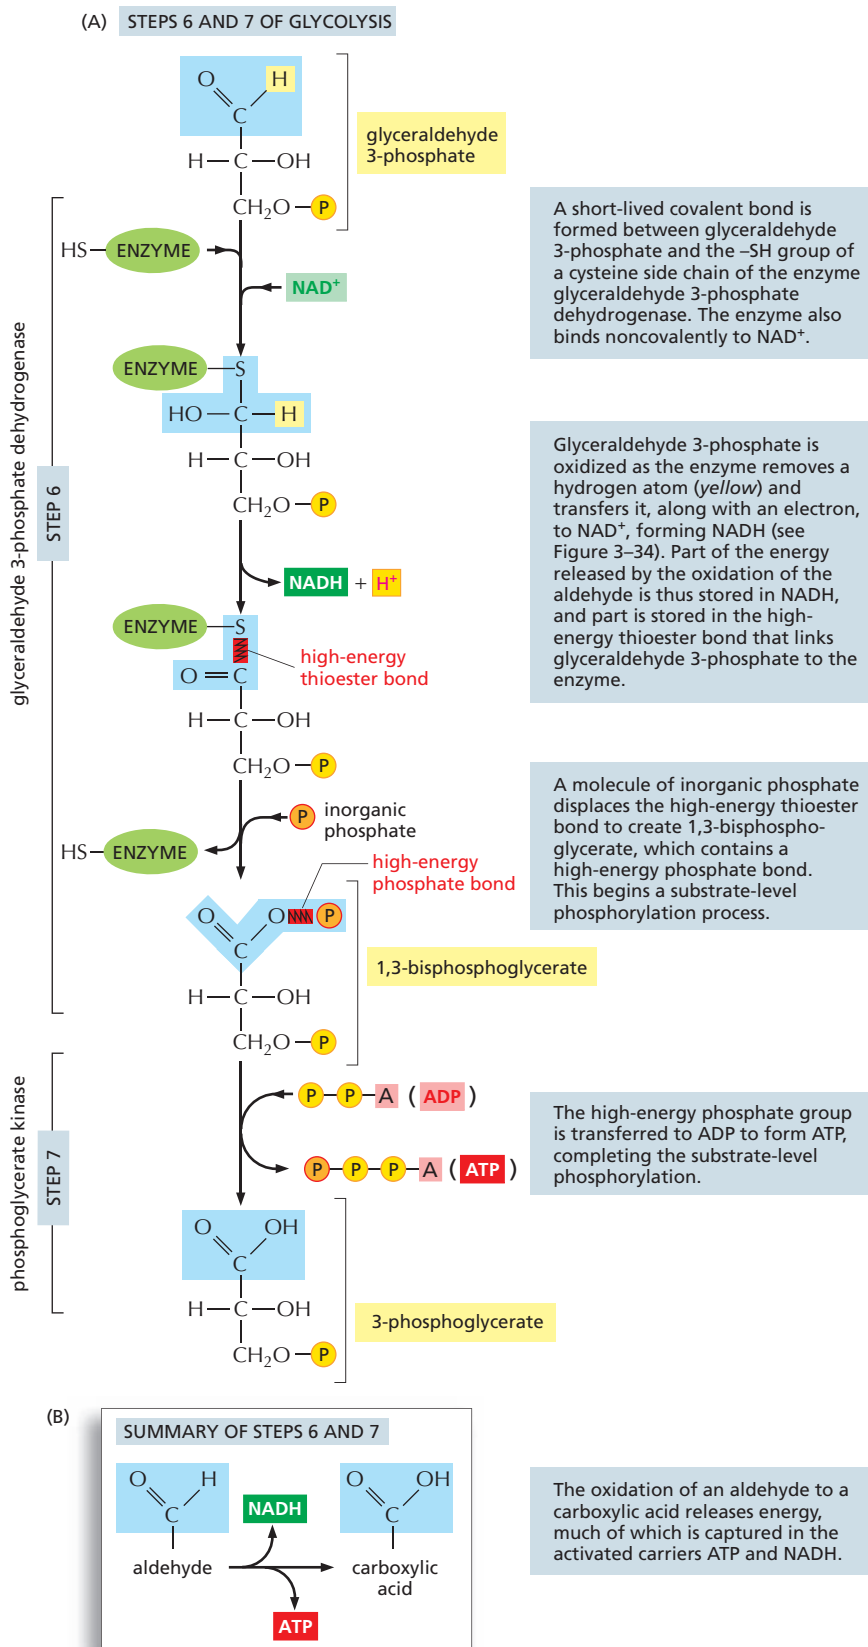 (A) STEPS 6 AND 7 OF GLYCOLYSIS
O H
C
H—C—OH
CH₂O—P
glyceraldehyde
3-phosphate
glyceraldehyde 3-phosphate dehydrogenase
STEP 6
HS—ENZYME
NAD⁺
A short-lived covalent bond is
formed between glyceraldehyde
3-phosphate and the –SH group of
a cysteine side chain of the enzyme
glyceraldehyde 3-phosphate
dehydrogenase. The enzyme also
binds noncovalently to NAD⁺.
ENZYME—S
HO—C—H
H—C—OH
CH₂O—P
NADH + H⁺
Glyceraldehyde 3-phosphate is
oxidized as the enzyme removes a
hydrogen atom (yellow) and
transfers it, along with an electron,
to NAD⁺, forming NADH (see
Figure 3–34). Part of the energy
released by the oxidation of the
aldehyde is thus stored in NADH,
and part is stored in the high-
energy thioester bond that links
glyceraldehyde 3-phosphate to the
enzyme.
ENZYME—S
high-energy
thioester bond
O=C
H—C—OH
CH₂O—P
P inorganic
phosphate
HS—ENZYME
A molecule of inorganic phosphate
displaces the high-energy thioester
bond to create 1,3-bisphospho-
glycerate, which contains a
high-energy phosphate bond.
This begins a substrate-level
phosphorylation process.
high-energy
phosphate bond
O O P
C
H—C—OH
CH₂O—P
1,3-bisphosphoglycerate
phosphoglycerate kinase
STEP 7
P—P—A (ADP)
P—P—P—A (ATP)
The high-energy phosphate group
is transferred to ADP to form ATP,
completing the substrate-level
phosphorylation.
O OH
C
H—C—OH
CH₂O—P
3-phosphoglycerate
(B)
SUMMARY OF STEPS 6 AND 7
O H
C
aldehyde
NADH
ATP
O OH
C
carboxylic
acid
The oxidation of an aldehyde to a
carboxylic acid releases energy,
much of which is captured in the
activated carriers ATP and NADH.